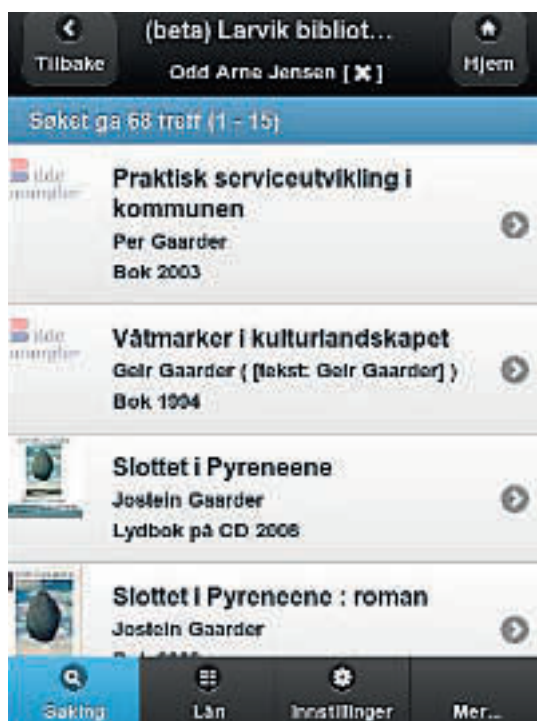 Tilbake
(beta) Larvik bibliot...
Odd Arne Jensen [✖]
Hjem
Søket ga 68 treff (1 - 15)
Praktisk serviceutvikling i
kommunen
Per Gaarder
Bok 2003
Våtmarker i kulturlandskapet
Geir Gaarder ( [tekst: Geir Gaarder] )
Bok 1994
Slottet i Pyreneene
Jostein Gaarder
Lydbok på CD 2008
Slottet i Pyreneene : roman
Jostein Gaarder
Søking
Lån
Innstillinger
Mer...